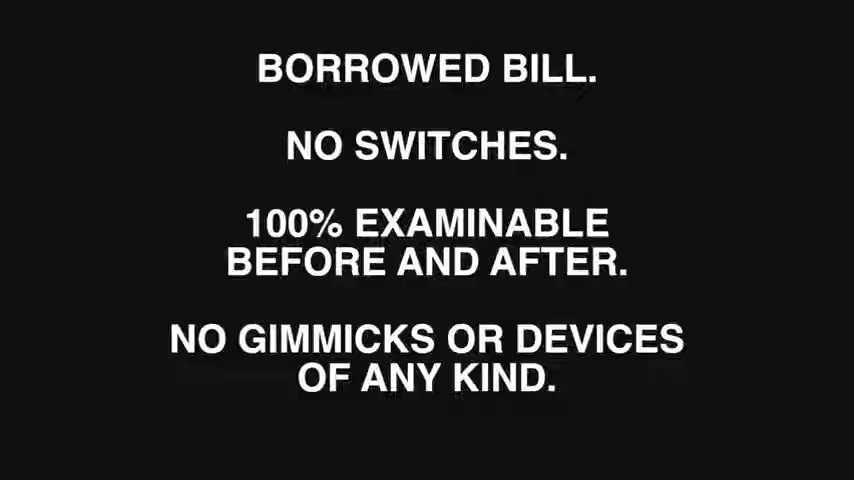 BORROWED BILL.
NO SWITCHES.
100% EXAMINABLE
BEFORE AND AFTER.
NO GIMMICKS OR DEVICES
OF ANY KIND.